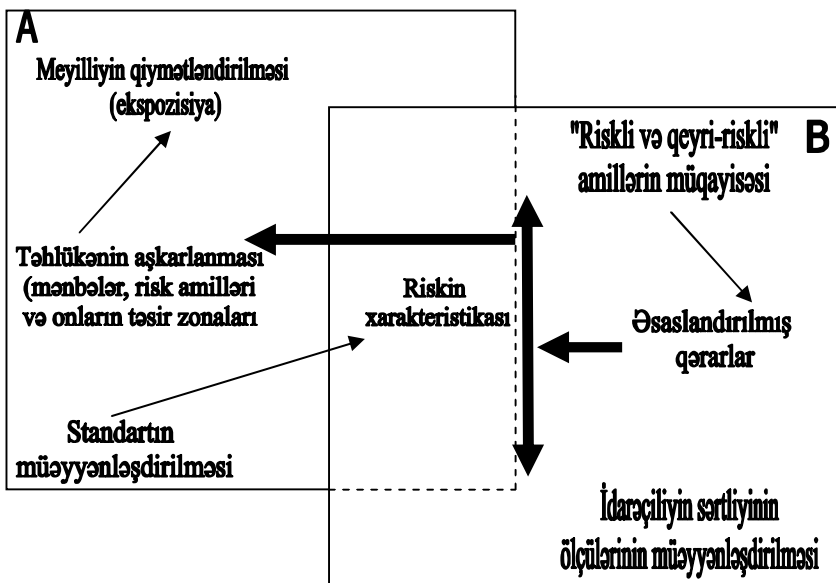 A
Meyilliyin qiymətləndirilməsi
(ekspozisiya)
Təhlükənin aşkarlanması
(mənbələr, risk amilləri
və onların təsir zonaları
Standartın
müəyyənləşdirilməsi
Riskin
xarakteristikası
B
"Riskli və qeyri-riskli"
amillərin müqayisəsi
Əsaslandırılmış
qərarlar
İdarəçiliyin sərtliyinin
ölçülərinin müəyyənləşdirilməsi